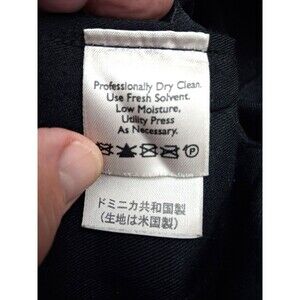 Professionally Dry Clean.
Use Fresh Solvent.
Low Moisture,
Utility Press
As Necessary.
P
ドミニカ共和国製
(生地は米国製)